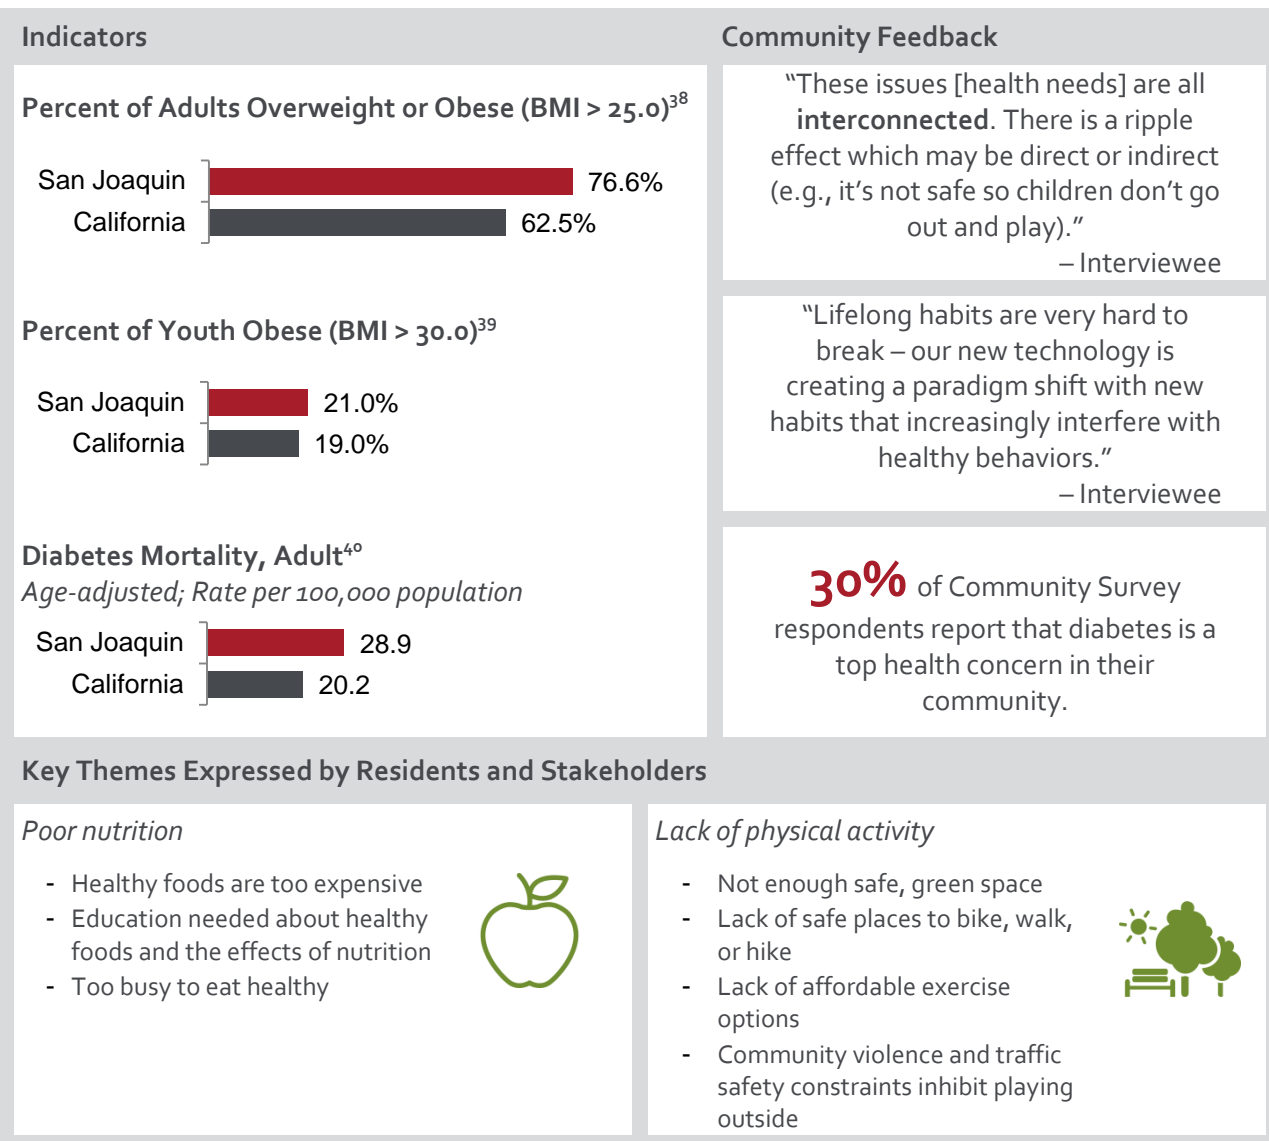 Indicators
Percent of Adults Overweight or Obese (BMI > 25.0)38
San Joaquin 76.6%
California 62.5%
Percent of Youth Obese (BMI > 30.0)39
San Joaquin 21.0%
California 19.0%
Diabetes Mortality, Adult40
Age-adjusted; Rate per 100,000 population
San Joaquin 28.9
California 20.2
Community Feedback
“These issues [health needs] are all
interconnected. There is a ripple
effect which may be direct or indirect
(e.g., it’s not safe so children don’t go
out and play).”
– Interviewee
“Lifelong habits are very hard to
break – our new technology is
creating a paradigm shift with new
habits that increasingly interfere with
healthy behaviors.”
– Interviewee
30% of Community Survey
respondents report that diabetes is a
top health concern in their
community.
Key Themes Expressed by Residents and Stakeholders
Poor nutrition
- Healthy foods are too expensive
- Education needed about healthy
foods and the effects of nutrition
- Too busy to eat healthy
Lack of physical activity
- Not enough safe, green space
- Lack of safe places to bike, walk,
or hike
- Lack of affordable exercise
options
- Community violence and traffic
safety constraints inhibit playing
outside